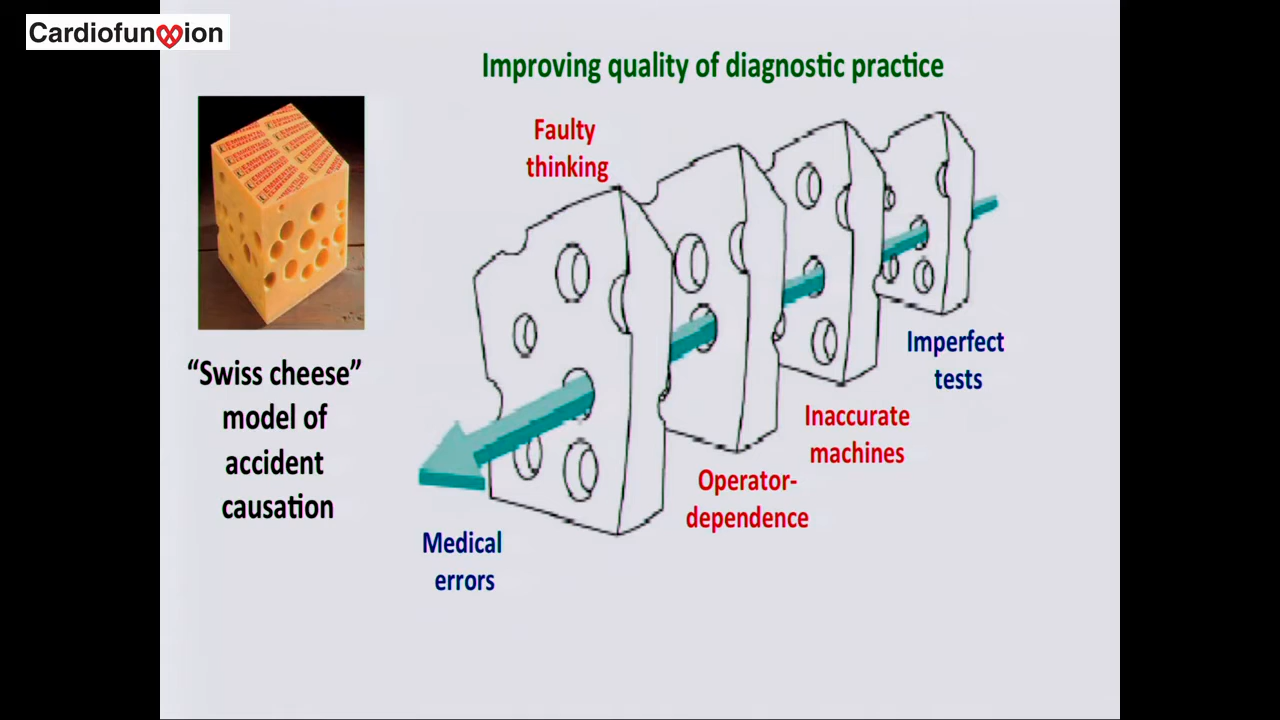 Cardiofunxion
Improving quality of diagnostic practice
Faulty
thinking
Imperfect
tests
"Swiss cheese"
model of
accident
causation
Inaccurate
machines
Operator-
dependence
Medical
errors